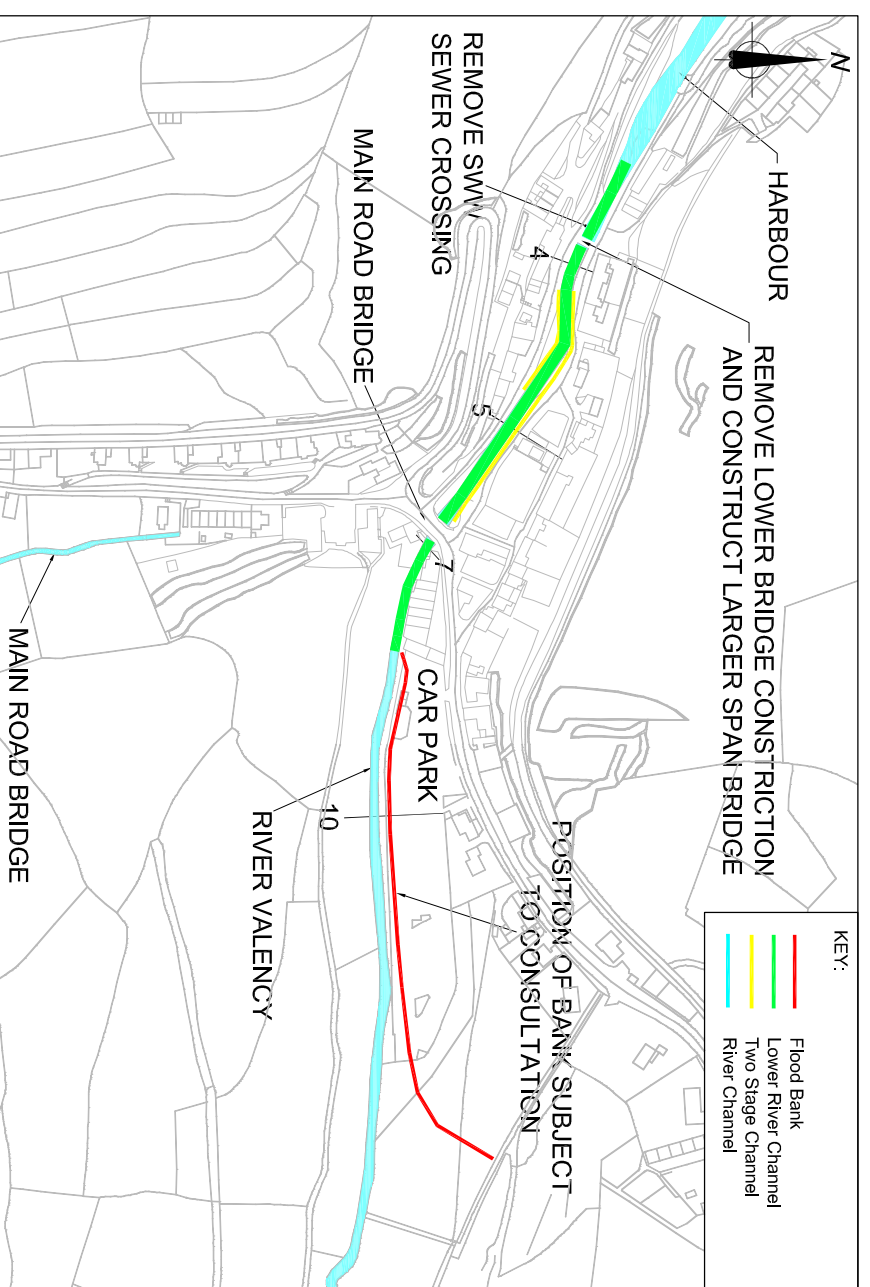 N
HARBOUR
REMOVE LOWER BRIDGE CONSTRICTION
AND CONSTRUCT LARGER SPAN BRIDGE
REMOVE SWW
SEWER CROSSING
MAIN ROAD BRIDGE
4
5
7
CAR PARK
10
RIVER VALENCY
POSITION OF BANK SUBJECT
TO CONSULTATION
MAIN ROAD BRIDGE
KEY:
Flood Bank
Lower River Channel
Two Stage Channel
River Channel